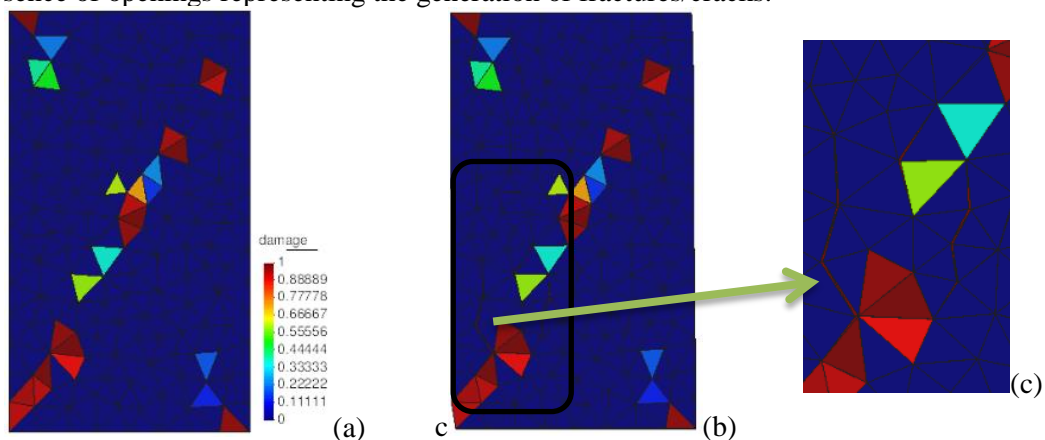 sence of openings representing the generation of fractures/cracks.
damage
1
0.88889
0.77778
0.66667
0.55556
0.44444
0.33333
0.22222
0.11111
0
(a)
c
(b)
(c)